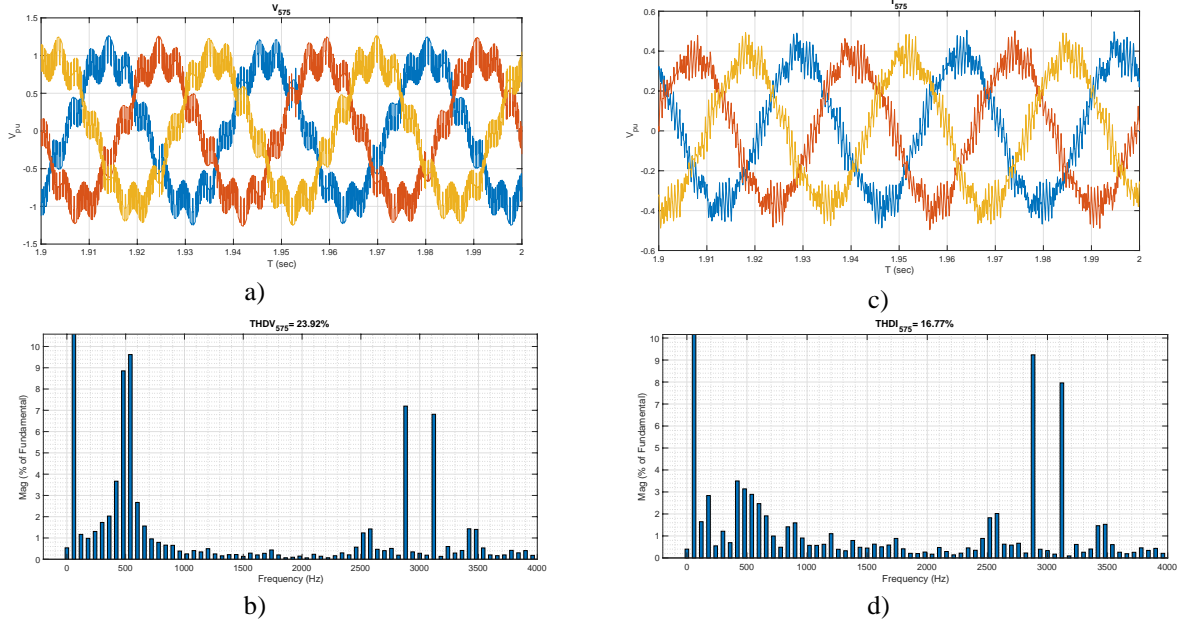 V575
1.5
1
0.5
0
-0.5
-1
-1.5
Vpu
1.9 1.91 1.92 1.93 1.94 1.95 1.96 1.97 1.98 1.99 2
T (sec)
a)
I575
0.6
0.4
0.2
0
-0.2
-0.4
-0.6
Vpu
1.9 1.91 1.92 1.93 1.94 1.95 1.96 1.97 1.98 1.99 2
T (sec)
c)
THDV575= 23.92%
10
9
8
7
6
5
4
3
2
1
0
Mag (% of Fundamental)
0 500 1000 1500 2000 2500 3000 3500 4000
Frequency (Hz)
b)
THDI575= 16.77%
10
9
8
7
6
5
4
3
2
1
0
Mag (% of Fundamental)
0 500 1000 1500 2000 2500 3000 3500 4000
Frequency (Hz)
d)